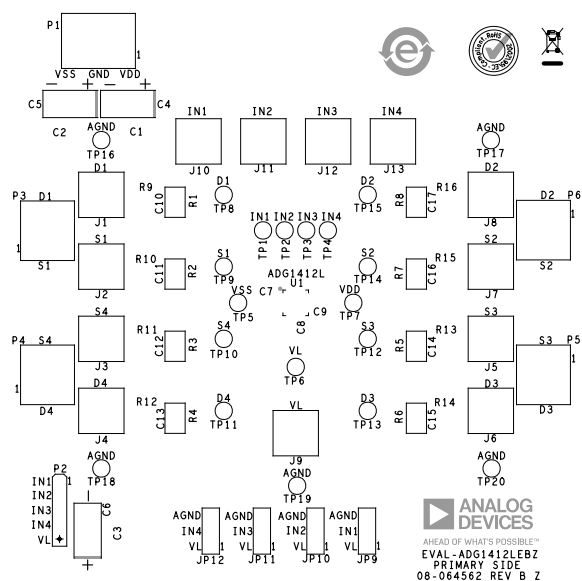 P1
1
VSS GND VDD
- + - +
C5 C4
C2 C1
Compliant RoHS 2002/95/EC
IN1 IN2 IN3 IN4
J10 J11 J12 J13
AGND
TP16
AGND
TP17
P3 D1
1
S1
D1
J1
R9 C10 R1
D1
TP8
D2
TP15
R8 C17 R16
D2
J8
D2 P6
1
S2
IN1 IN2 IN3 IN4
TP1 TP2 TP3 TP4
S1
J2
R10 C11 R2
S1
TP9
ADG1412L
U1
C7 C9
C8
S2
TP14
R7 C16 R15
S2
J7
VSS
TP5
VDD
TP7
P4 S4
1
D4
S4
J3
R11 C12 R3
S4
TP10
S3
TP12
R5 C14 R13
S3
J5
S3 P5
1
D3
VL
TP6
D4
J4
R12 C13 R4
D4
TP11
VL
J9
D3
TP13
R6 C15 R14
D3
J6
P2
IN1 1
IN2
IN3
IN4
VL
AGND
TP18
-
C6 C3
+
AGND
TP19
AGND
TP20
AGND AGND AGND AGND
IN4 IN3 IN2 IN1
VL VL VL VL
JP12 JP11 JP10 JP9
ANALOG
DEVICES
AHEAD OF WHAT'S POSSIBLE™
EVAL-ADG1412LEBZ
PRIMARY SIDE
08-064562 REV B Z